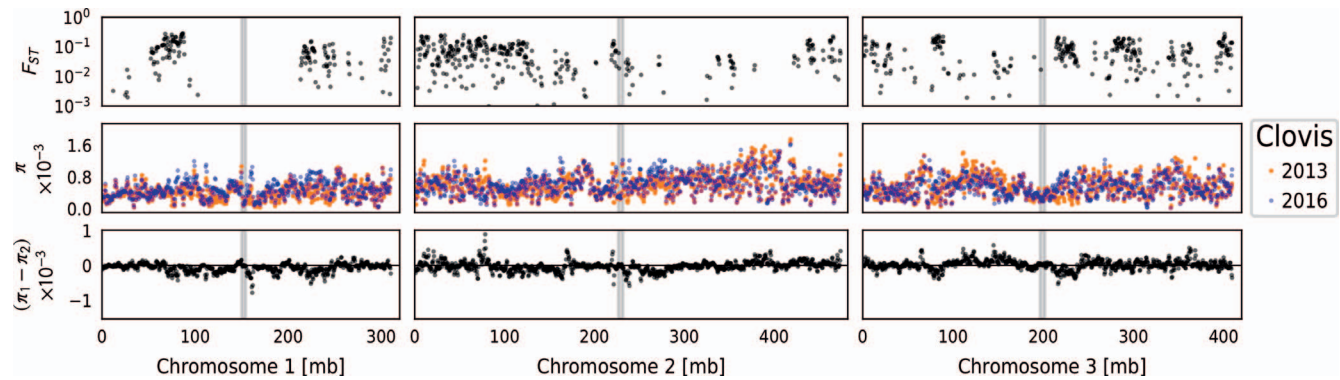 F_ST
10^0
10^-1
10^-2
10^-3
π
×10^-3
1.6
0.8
0.0
(π_1 − π_2)
×10^-3
1
0
−1
0 100 200 300
Chromosome 1 [mb]
0 100 200 300 400
Chromosome 2 [mb]
0 100 200 300 400
Chromosome 3 [mb]
Clovis
2013
2016